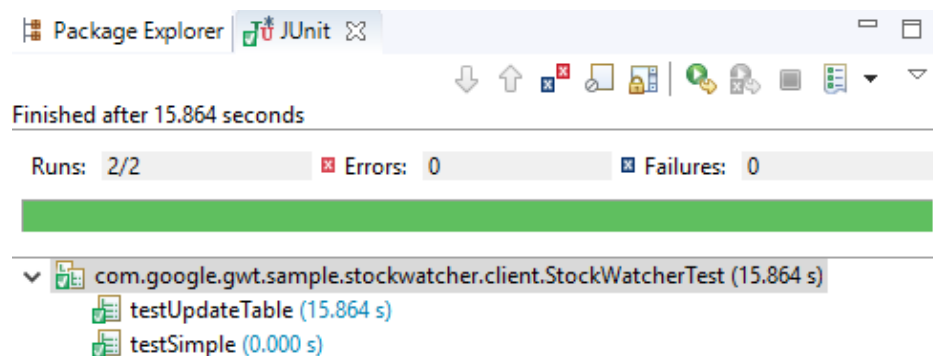 Package Explorer JUnit
Finished after 15.864 seconds
Runs: 2/2 Errors: 0 Failures: 0
com.google.gwt.sample.stockwatcher.client.StockWatcherTest (15.864 s)
testUpdateTable (15.864 s)
testSimple (0.000 s)